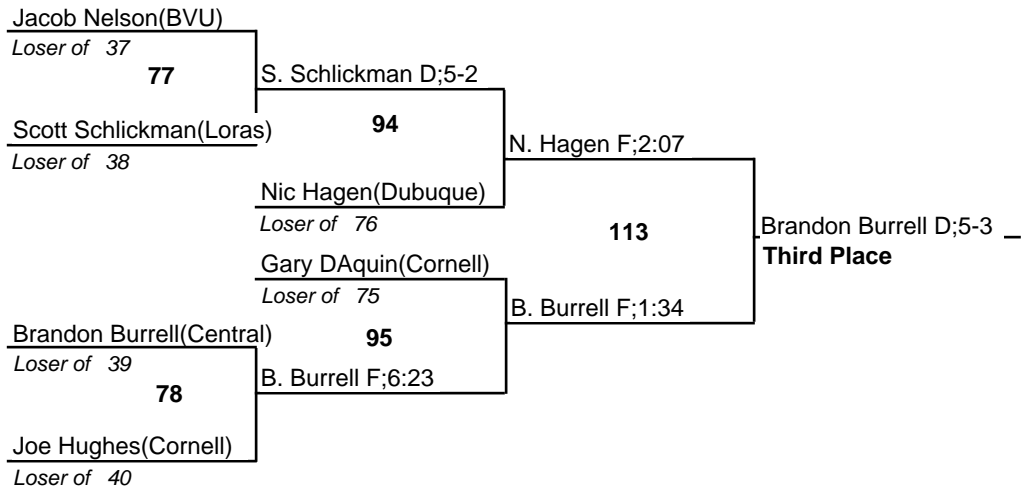 Jacob Nelson(BVU)
Loser of 37
77
S. Schlickman D;5-2
Scott Schlickman(Loras)
Loser of 38
94
N. Hagen F;2:07
Nic Hagen(Dubuque)
Loser of 76
113
Brandon Burrell D;5-3
Third Place
Gary DAquin(Cornell)
Loser of 75
B. Burrell F;1:34
Brandon Burrell(Central)
Loser of 39
95
B. Burrell F;6:23
78
Joe Hughes(Cornell)
Loser of 40